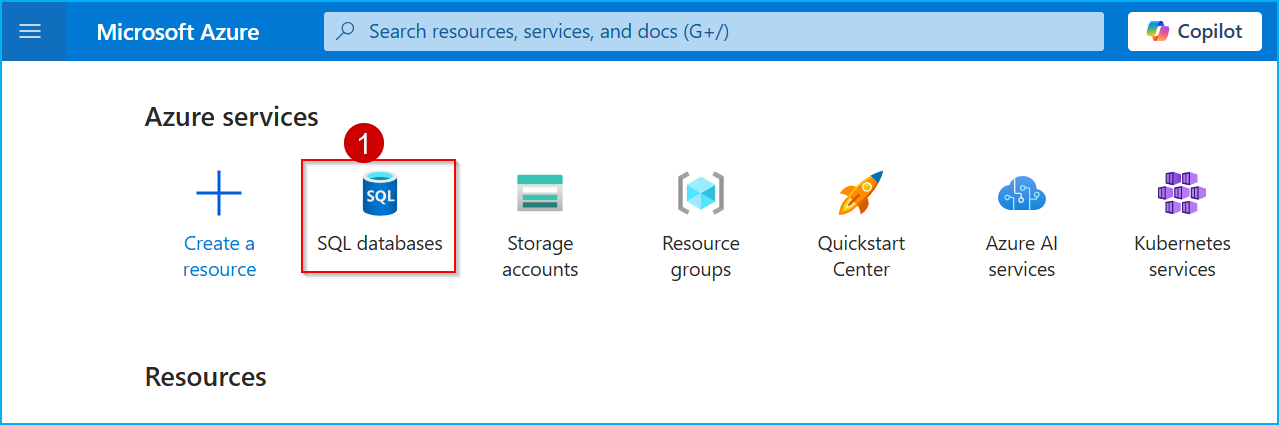 Microsoft Azure
Search resources, services, and docs (G+/)
Copilot
Azure services
1
SQL
Create a
resource
SQL databases
Storage
accounts
Resource
groups
Quickstart
Center
Azure AI
services
Kubernetes
services
Resources